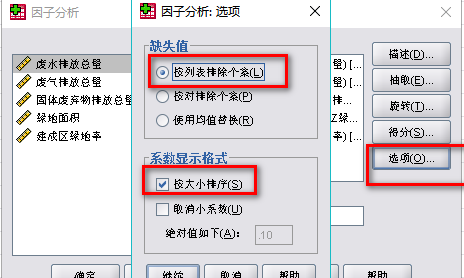 因子分析
因子分析: 选项
废水排放总量
废气排放总量
固体废弃物排放总量
绿地面积
建成区绿地率
缺失值
按列表排除个案(L)
按对排除个案(P)
使用均值替换(R)
系数显示格式
按大小排序(S)
取消小系数(U)
绝对值如下(A): .10
继续
取消
帮助
量) [...
量) [...
率) [...
描述(D)...
抽取(E)...
旋转(T)...
得分(S)...
选项(O)...
确定
帮助